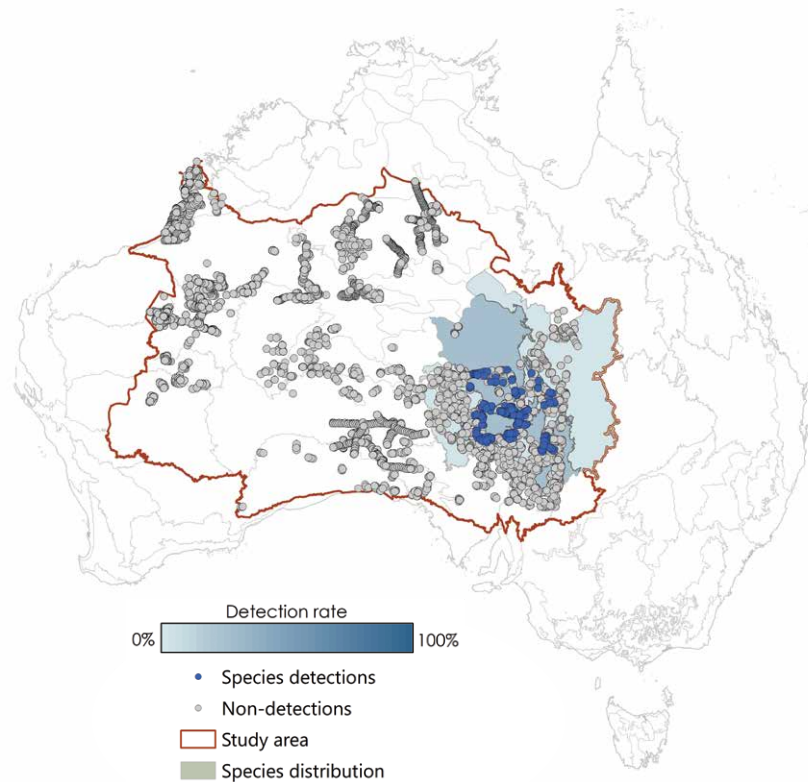 Detection rate
0% 100%
Species detections
Non-detections
Study area
Species distribution